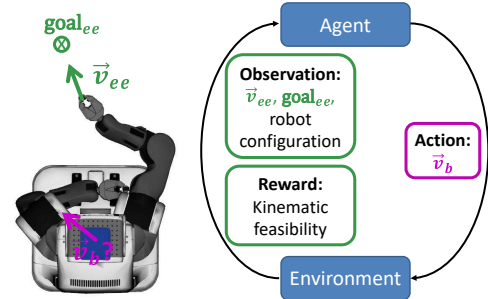 goal_ee
v⃗_ee
v⃗_b?
Agent
Observation:
v⃗_ee, goal_ee,
robot
configuration
Reward:
Kinematic
feasibility
Action:
v⃗_b
Environment